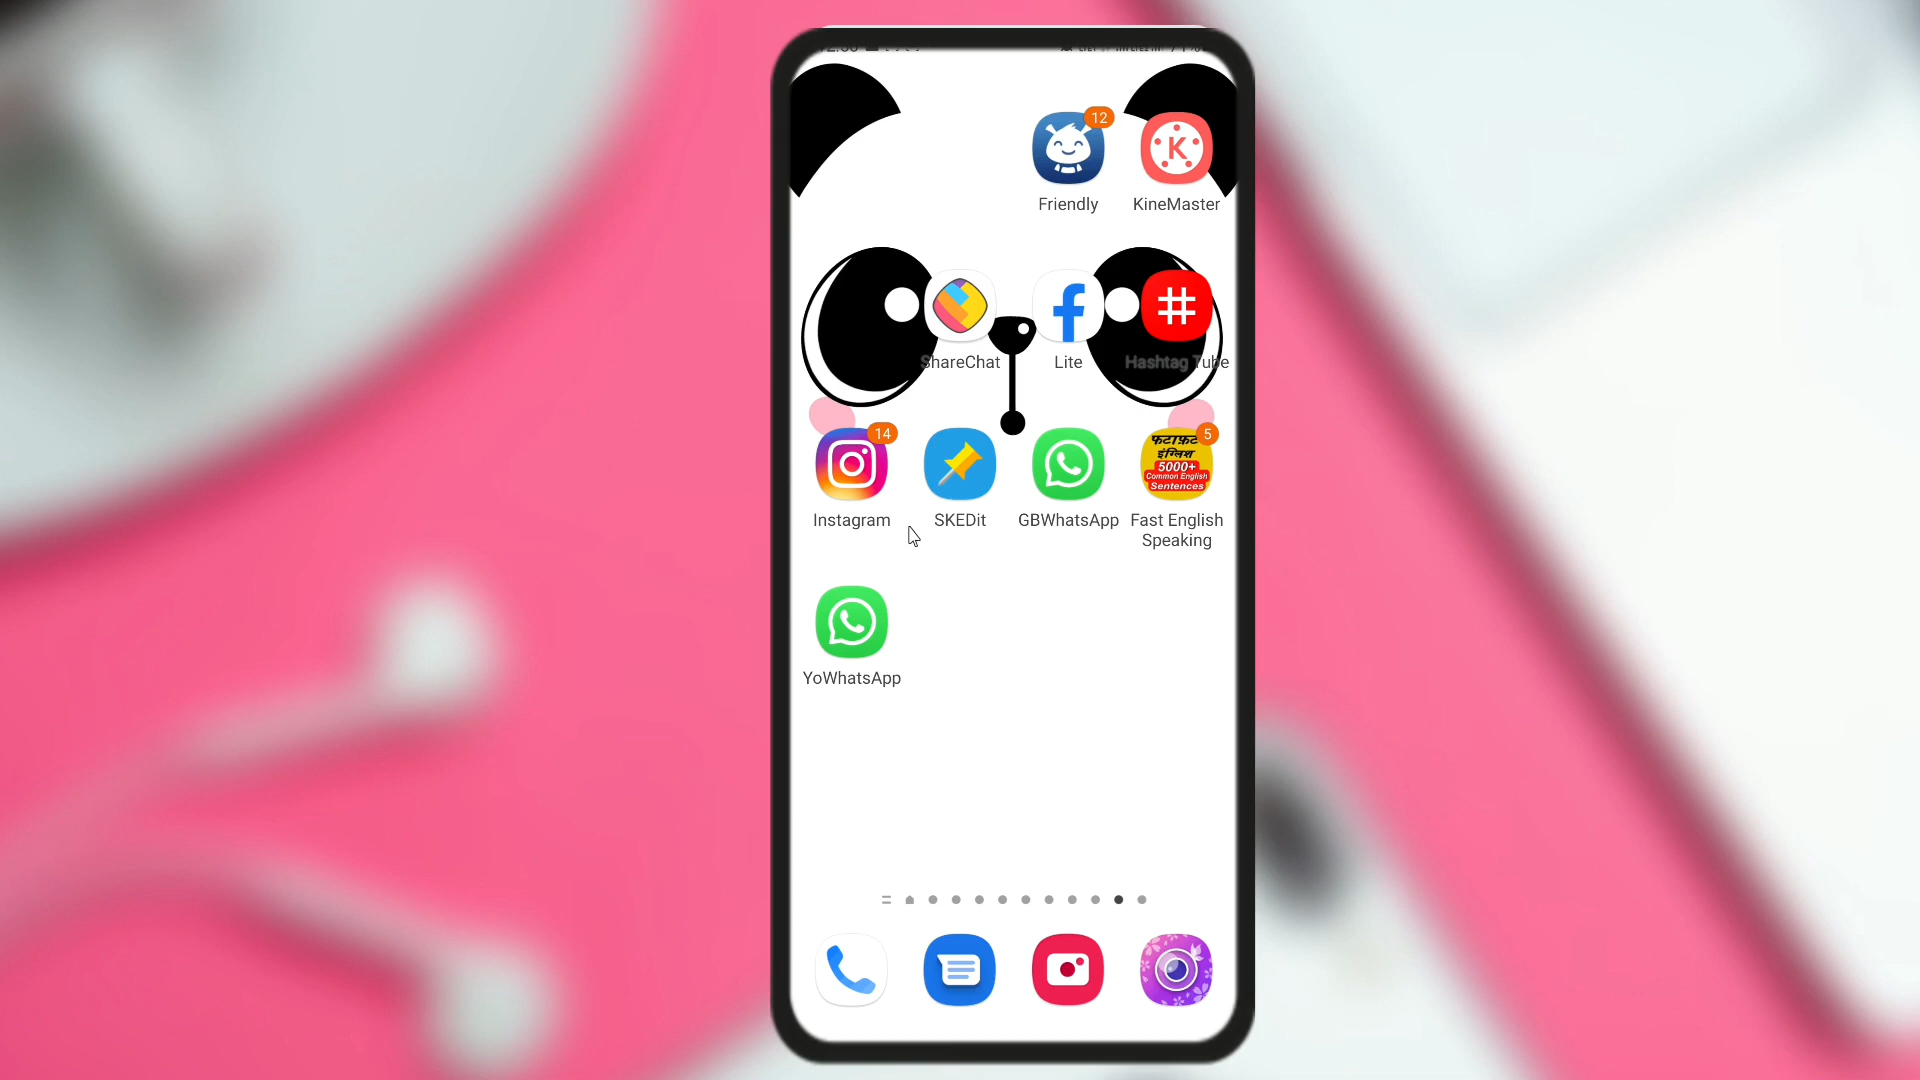 12
K
Friendly
KineMaster
#
ShareChat
Lite
Hashtag Tube
14
5
फटाफ़ट
इंग्लिश
5000+
Common English
Sentences
Instagram
SKEDit
GBWhatsApp
Fast English
Speaking
YoWhatsApp